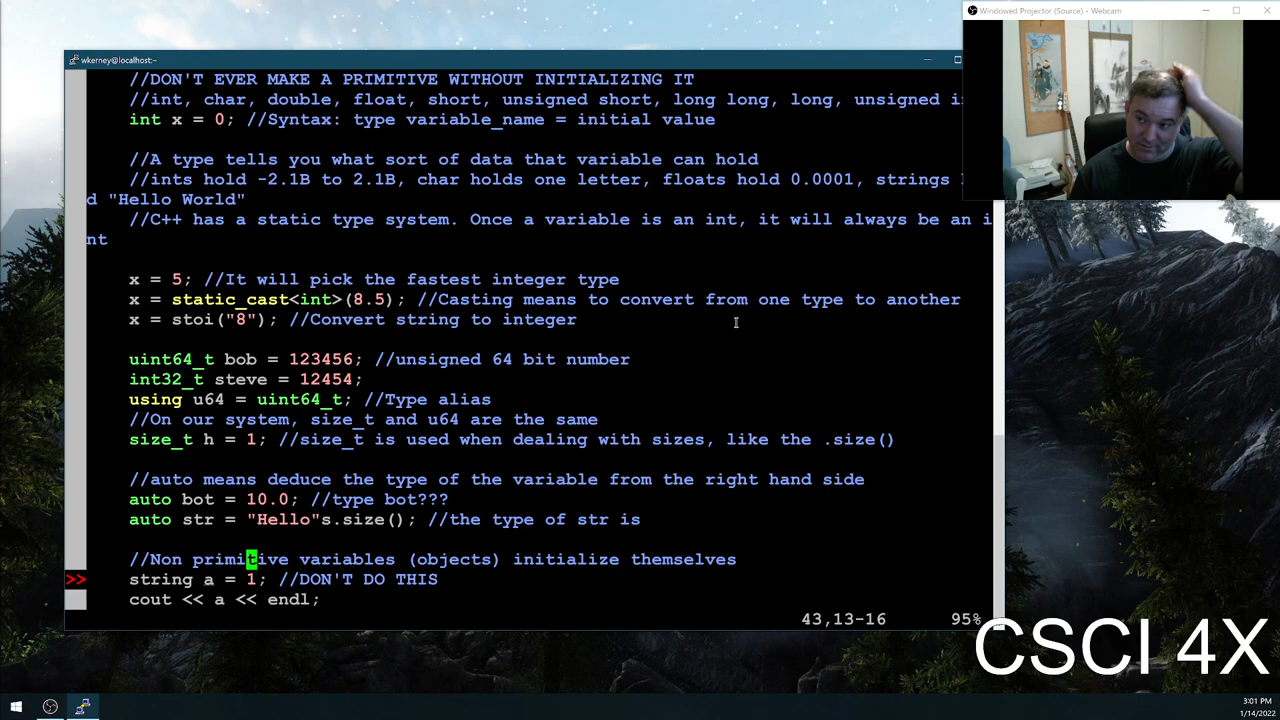 Windowed Projector (Source) - Webcam
wkerney@localhost:~
//DON'T EVER MAKE A PRIMITIVE WITHOUT INITIALIZING IT
//int, char, double, float, short, unsigned short, long long, long, unsigned i
int x = 0; //Syntax: type variable_name = initial value
//A type tells you what sort of data that variable can hold
//ints hold -2.1B to 2.1B, char holds one letter, floats hold 0.0001, strings
d "Hello World"
//C++ has a static type system. Once a variable is an int, it will always be an i
nt
x = 5; //It will pick the fastest integer type
x = static_cast<int>(8.5); //Casting means to convert from one type to another
x = stoi("8"); //Convert string to integer
uint64_t bob = 123456; //unsigned 64 bit number
int32_t steve = 12454;
using u64 = uint64_t; //Type alias
//On our system, size_t and u64 are the same
size_t h = 1; //size_t is used when dealing with sizes, like the .size()
//auto means deduce the type of the variable from the right hand side
auto bot = 10.0; //type bot???
auto str = "Hello"s.size(); //the type of str is
//Non primitive variables (objects) initialize themselves
>> string a = 1; //DON'T DO THIS
cout << a << endl;
43,13-16 95%
CSCI 4X
3:01 PM
1/14/2022